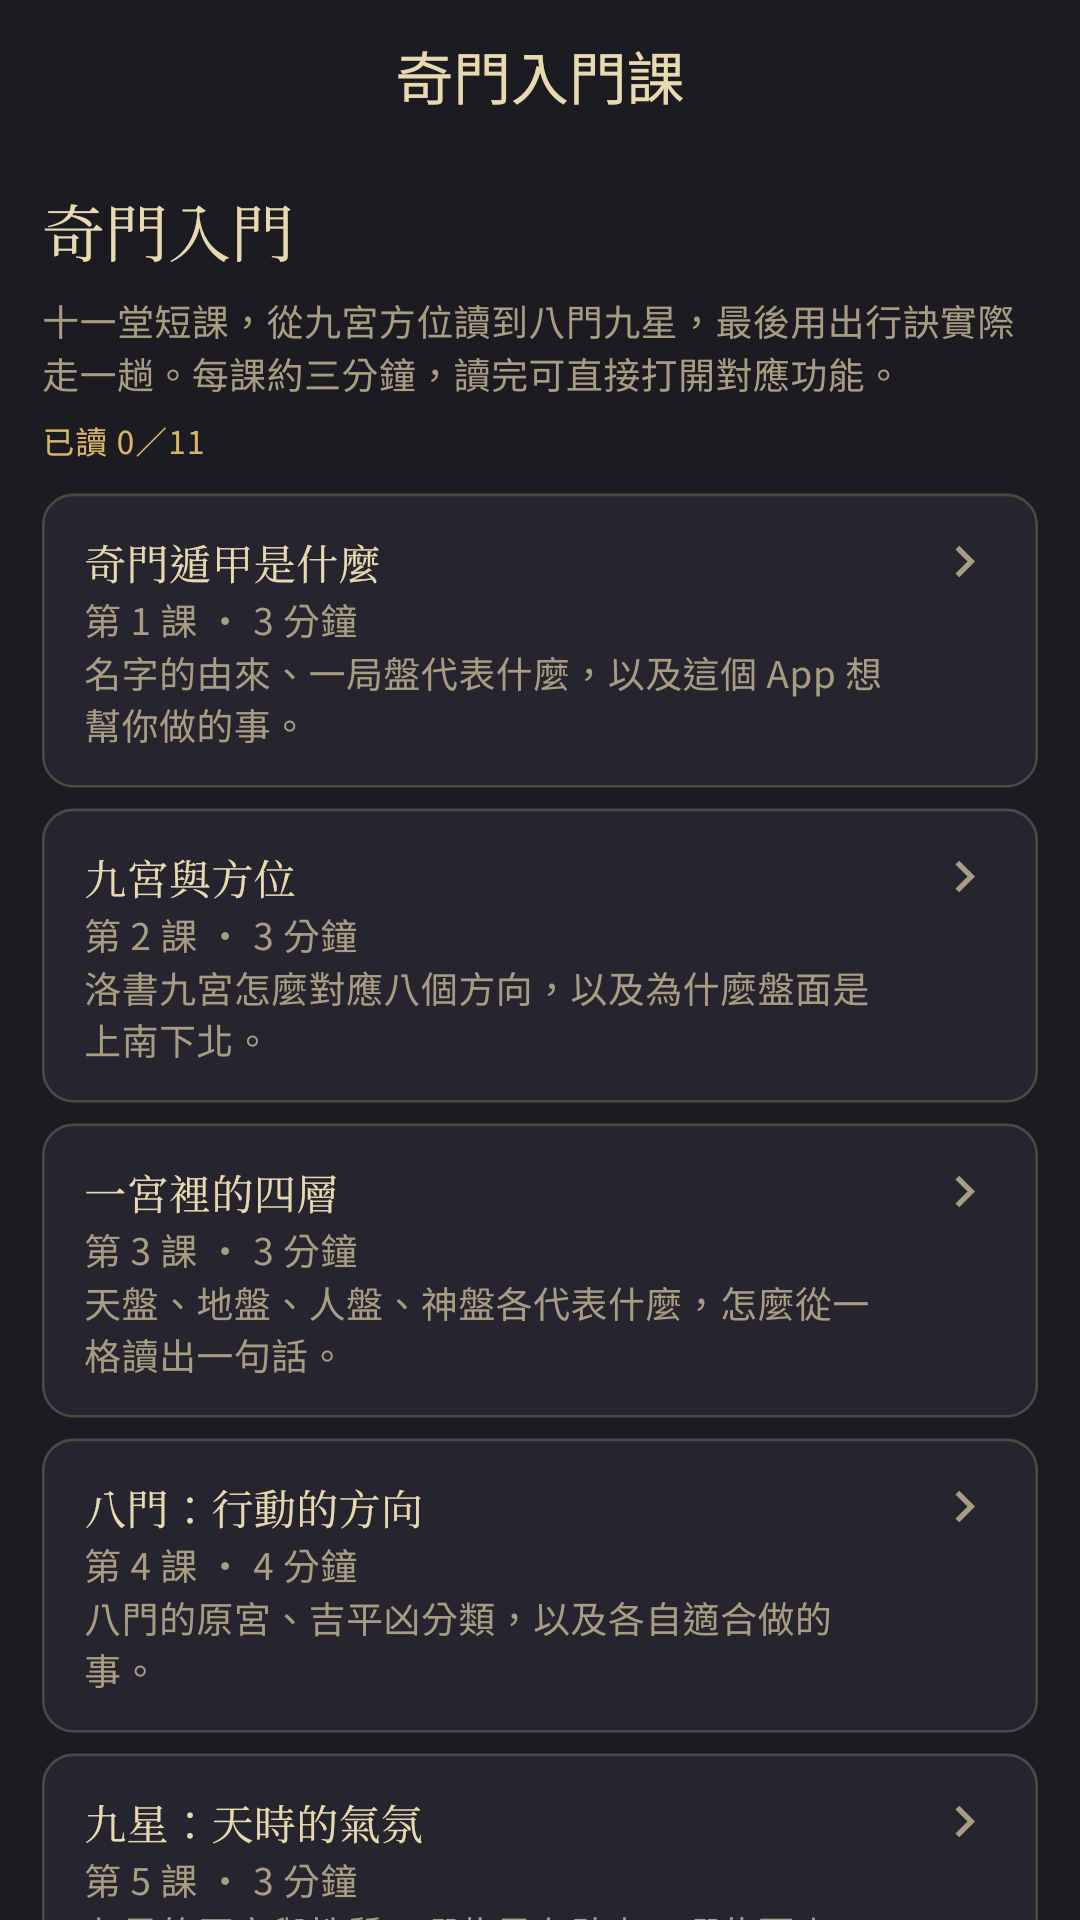 奇門入門課
奇門入門
十一堂短課，從九宮方位讀到八門九星，最後用出行訣實際
走一趟。每課約三分鐘，讀完可直接打開對應功能。
已讀 0／11
奇門遁甲是什麼
第 1 課 · 3 分鐘
名字的由來、一局盤代表什麼，以及這個 App 想
幫你做的事。
九宮與方位
第 2 課 · 3 分鐘
洛書九宮怎麼對應八個方向，以及為什麼盤面是
上南下北。
一宮裡的四層
第 3 課 · 3 分鐘
天盤、地盤、人盤、神盤各代表什麼，怎麼從一
格讀出一句話。
八門：行動的方向
第 4 課 · 4 分鐘
八門的原宮、吉平凶分類，以及各自適合做的
事。
九星：天時的氣氛
第 5 課 · 3 分鐘